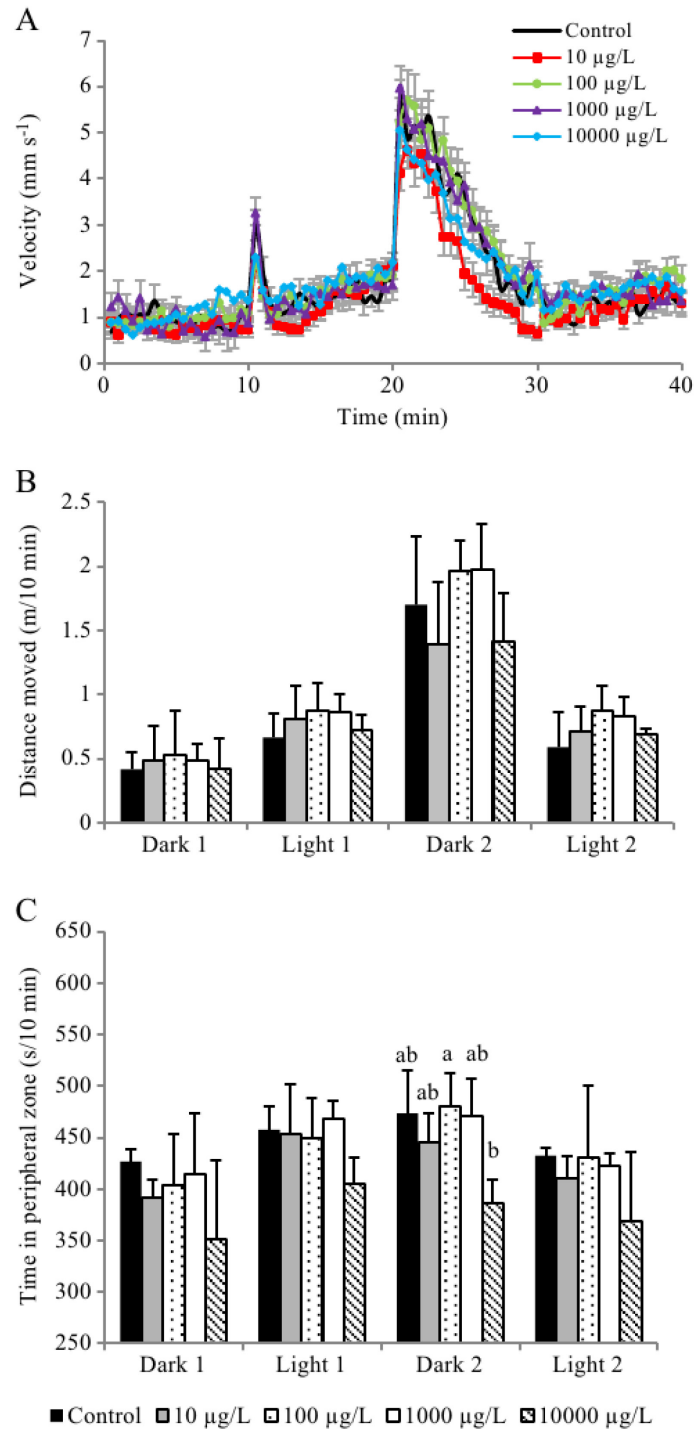 A
Control
10 µg/L
100 µg/L
1000 µg/L
10000 µg/L
Velocity (mm s-1)
7
6
5
4
3
2
1
0
0 10 20 30 40
Time (min)
B
Distance moved (m/10 min)
2.5
2
1.5
1
0.5
0
Dark 1 Light 1 Dark 2 Light 2
C
Time in peripheral zone (s/10 min)
650
600
550
500
450
400
350
300
250
ab ab a ab b
Dark 1 Light 1 Dark 2 Light 2
Control 10 µg/L 100 µg/L 1000 µg/L 10000 µg/L